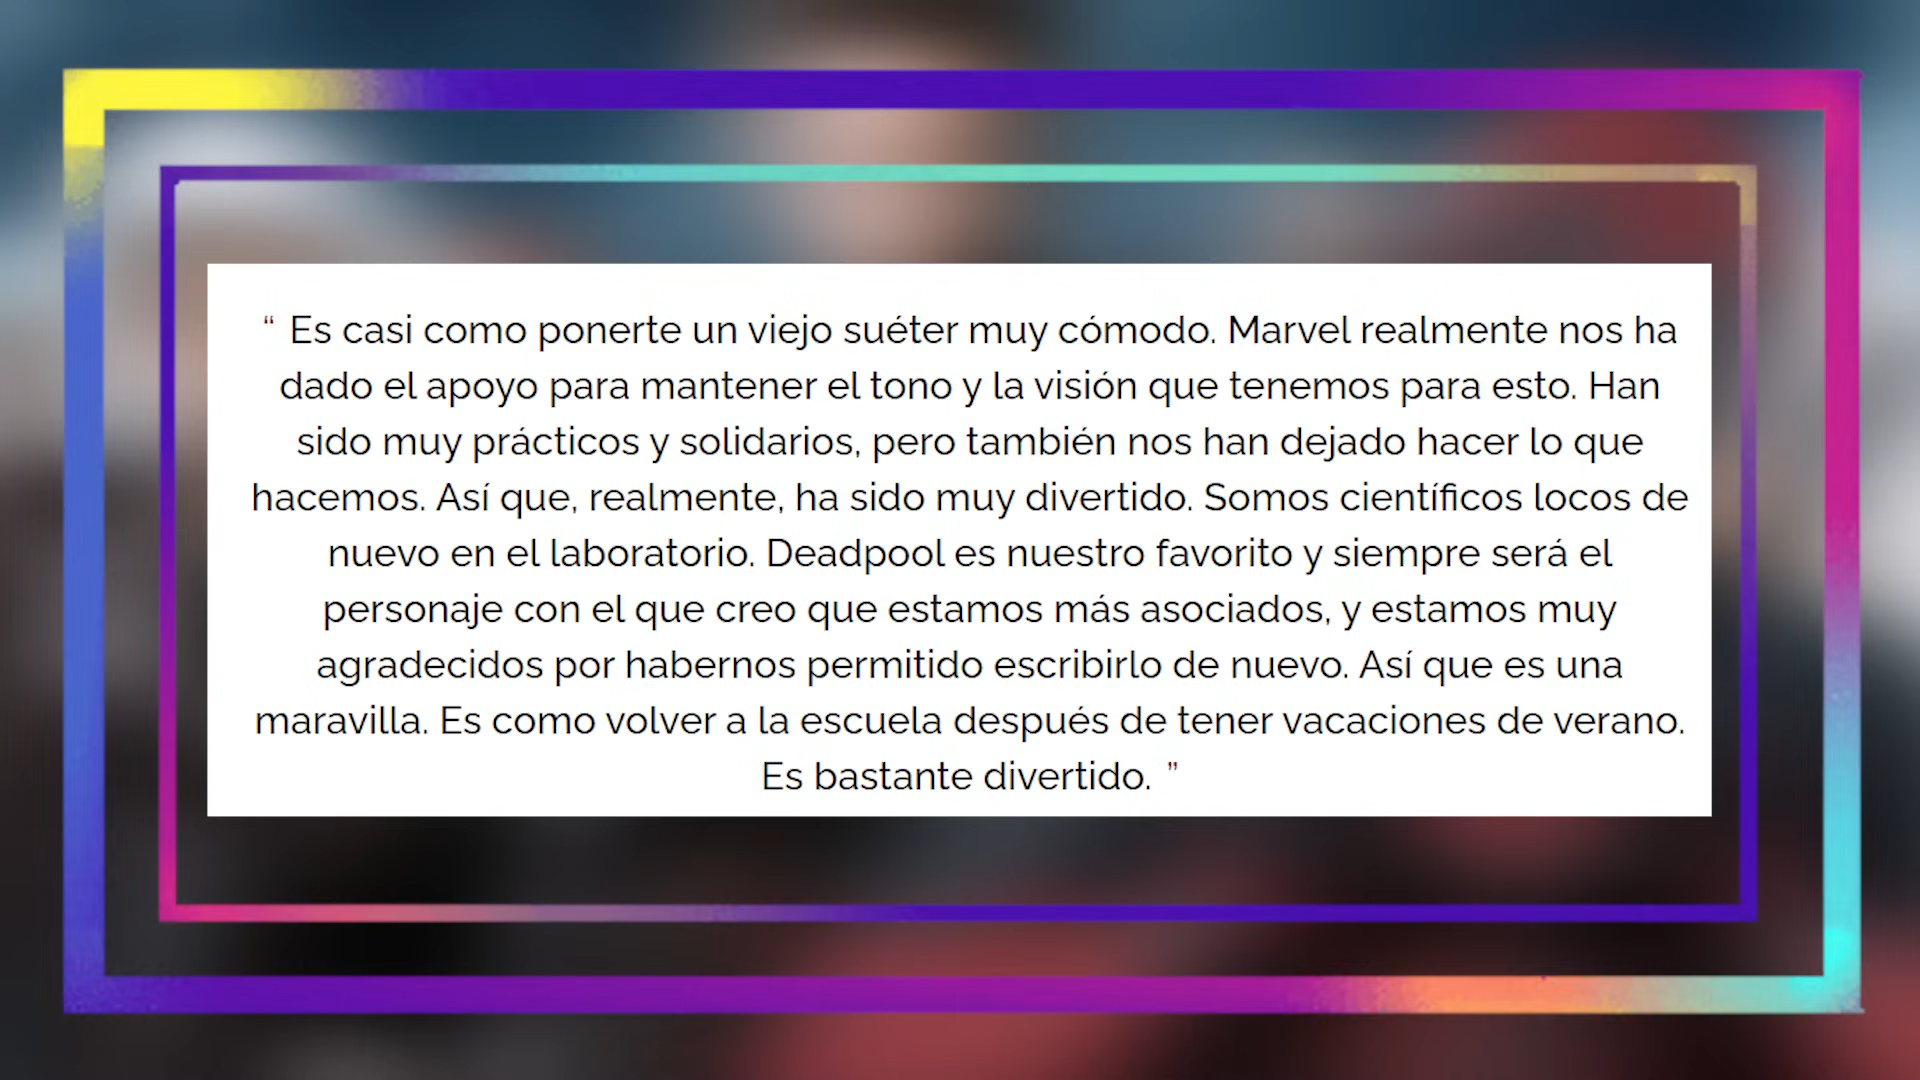 “ Es casi como ponerte un viejo suéter muy cómodo. Marvel realmente nos ha
dado el apoyo para mantener el tono y la visión que tenemos para esto. Han
sido muy prácticos y solidarios, pero también nos han dejado hacer lo que
hacemos. Así que, realmente, ha sido muy divertido. Somos científicos locos de
nuevo en el laboratorio. Deadpool es nuestro favorito y siempre será el
personaje con el que creo que estamos más asociados, y estamos muy
agradecidos por habernos permitido escribirlo de nuevo. Así que es una
maravilla. Es como volver a la escuela después de tener vacaciones de verano.
Es bastante divertido. ”